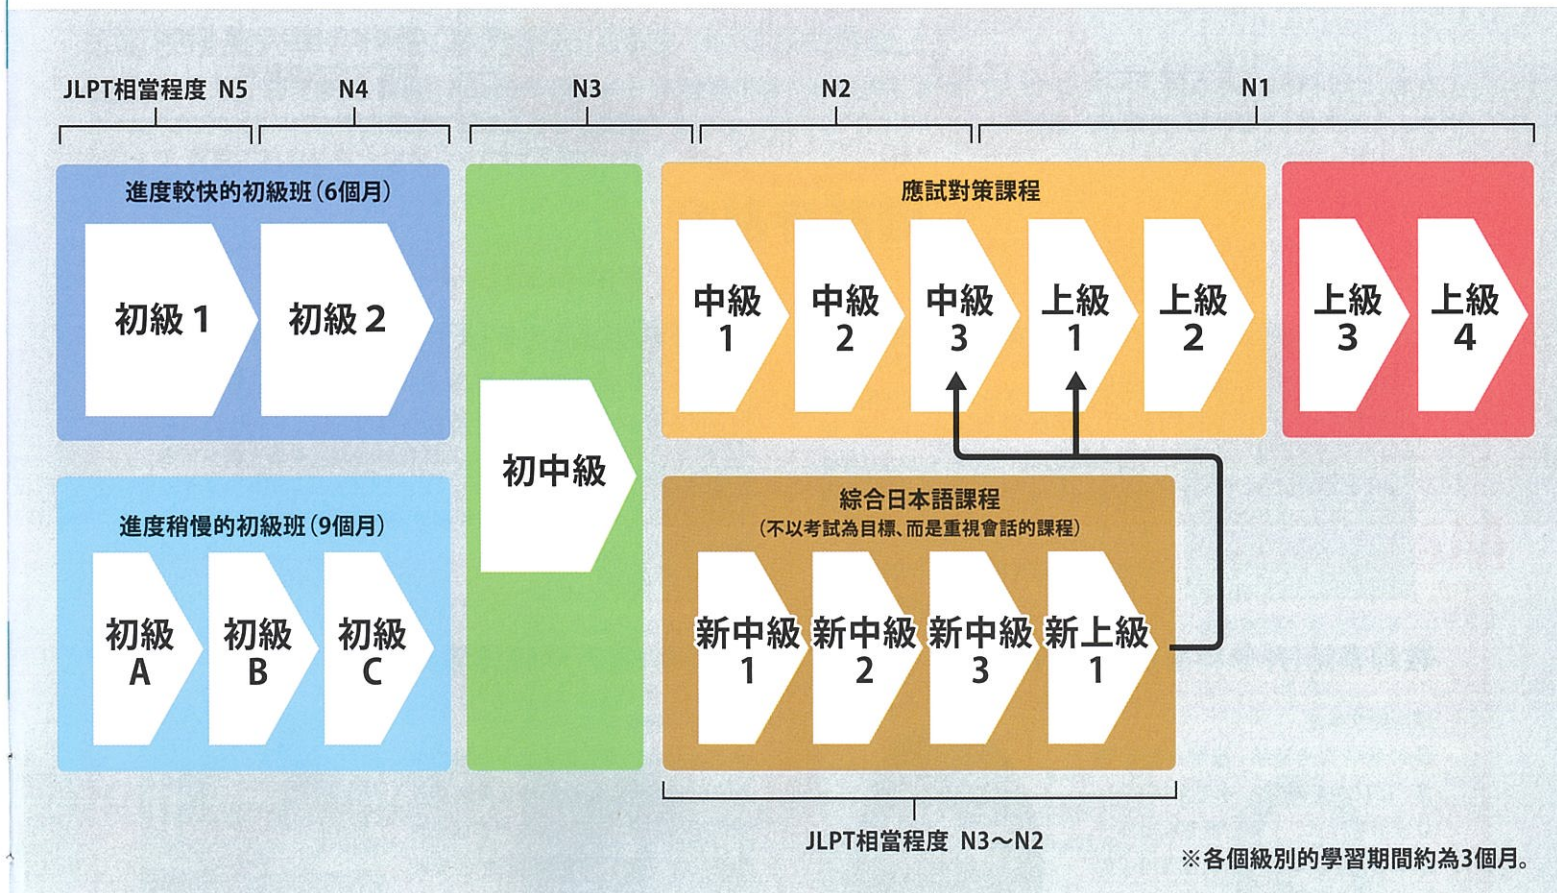 JLPT相當程度 N5
N4
N3
N2
N1
進度較快的初級班(6個月)
初級 1
初級 2
進度稍慢的初級班(9個月)
初級
A
初級
B
初級
C
初中級
應試對策課程
中級
1
中級
2
中級
3
上級
1
上級
2
上級
3
上級
4
綜合日本語課程
(不以考試為目標、而是重視會話的課程)
新中級
1
新中級
2
新中級
3
新上級
1
JLPT相當程度 N3～N2
※各個級別的學習期間約為3個月。